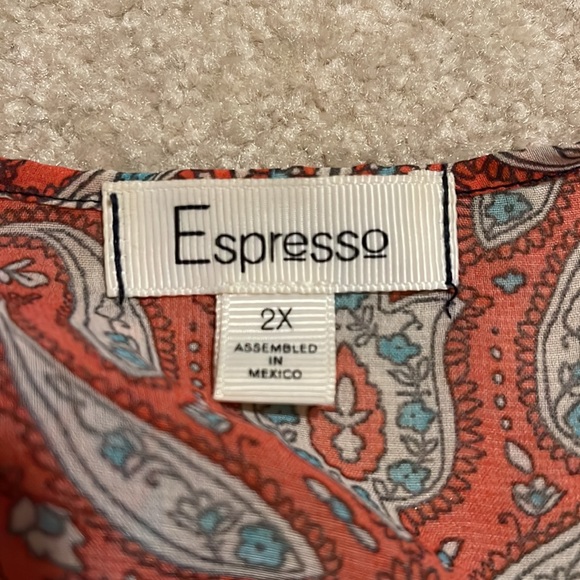 Espresso
2X
ASSEMBLED
IN
MEXICO